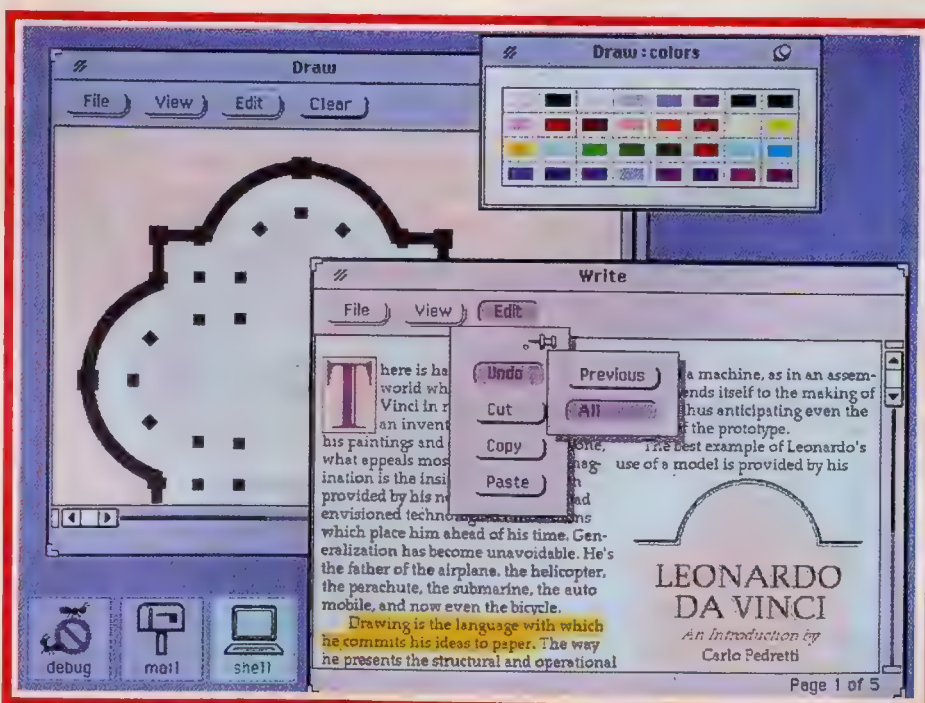 Draw
File View Edit Clear
Draw : colors
Write
File View Edit
Undo
Cut
Copy
Paste
Previous
All
T here is ha
world wh
Vinci in r
an invent
his paintings and one,
what appeals mos nag-
ination is the insi
provided by his n ad
envisioned techno ns
which place him ahead of his time. Gen-
eralization has become unavoidable. He's
the father of the airplane, the helicopter,
the parachute, the submarine, the auto
mobile, and now even the bicycle.
Drawing is the language with which
he commits his ideas to paper. The way
he presents the structural and operational
a machine, as in an assem-
ends itself to the making of
hus anticipating even the
f the prototype.
The best example of Leonardo's
use of a model is provided by his
LEONARDO
DA VINCI
An Introduction by
Carlo Pedretti
Page 1 of 5
debug
mail
shell